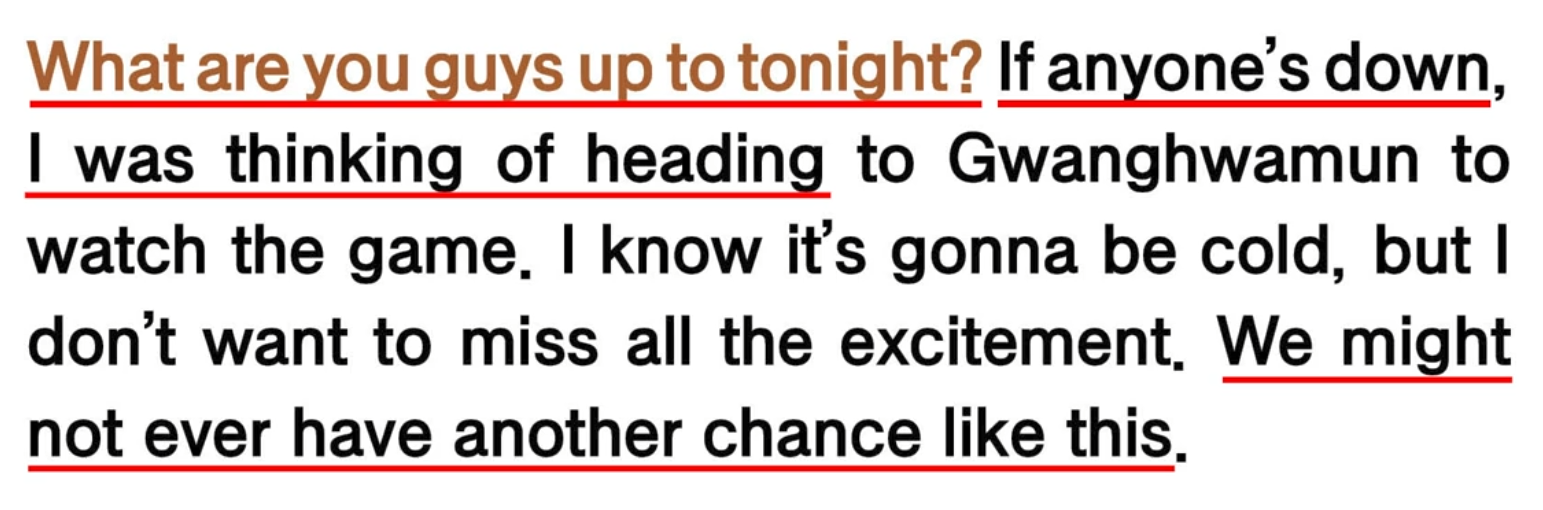 What are you guys up to tonight? If anyone’s down,
I was thinking of heading to Gwanghwamun to
watch the game. I know it’s gonna be cold, but I
don’t want to miss all the excitement. We might
not ever have another chance like this.